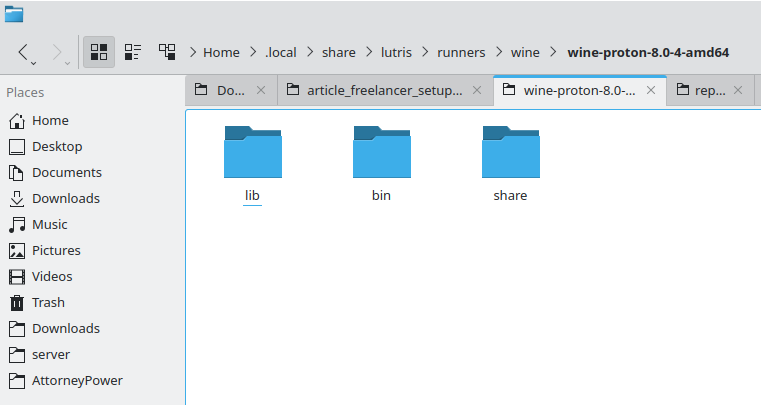 Home > .local > share > lutris > runners > wine > wine-proton-8.0-4-amd64
Places
Do...
article_freelancer_setup...
wine-proton-8.0-...
rep...
Home
Desktop
Documents
Downloads
Music
Pictures
Videos
Trash
Downloads
server
AttorneyPower
lib
bin
share